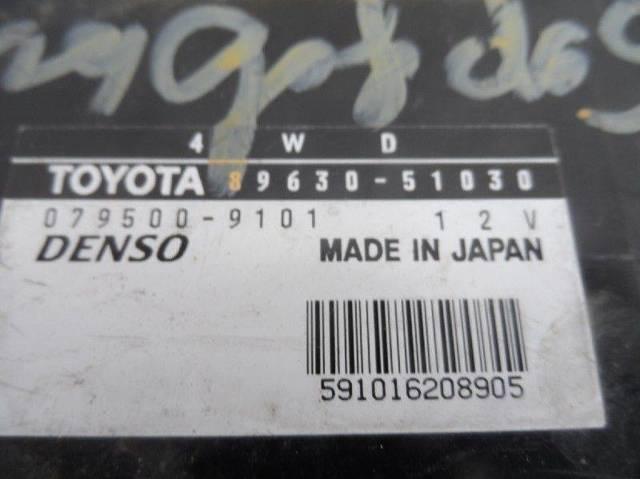 4 W D
TOYOTA 89630-51030
079500-9101 12V
DENSO MADE IN JAPAN
591016208905